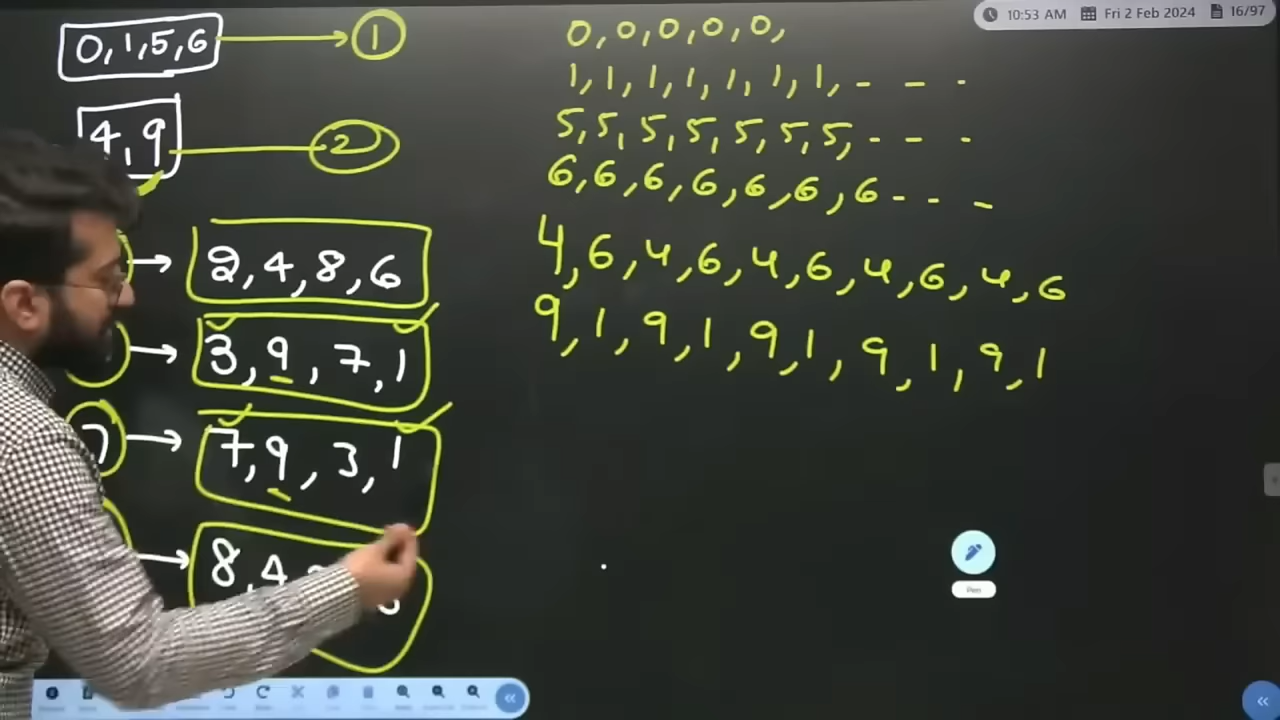 10:53 AM Fri 2 Feb 2024 16/97
0,1,5,6 → 1
4,9 2
→ 2,4,8,6
→ 3,9,7,1
7 → 7,9,3,1
→ 8,4
0,0,0,0,0,
1,1,1,1,1,1,1,- - -
5,5,5,5,5,5,5,- - -
6,6,6,6,6,6,6- - -
4,6,4,6,4,6,4,6,4,6
9,1,9,1,9,1,9,1,9,1
Pen